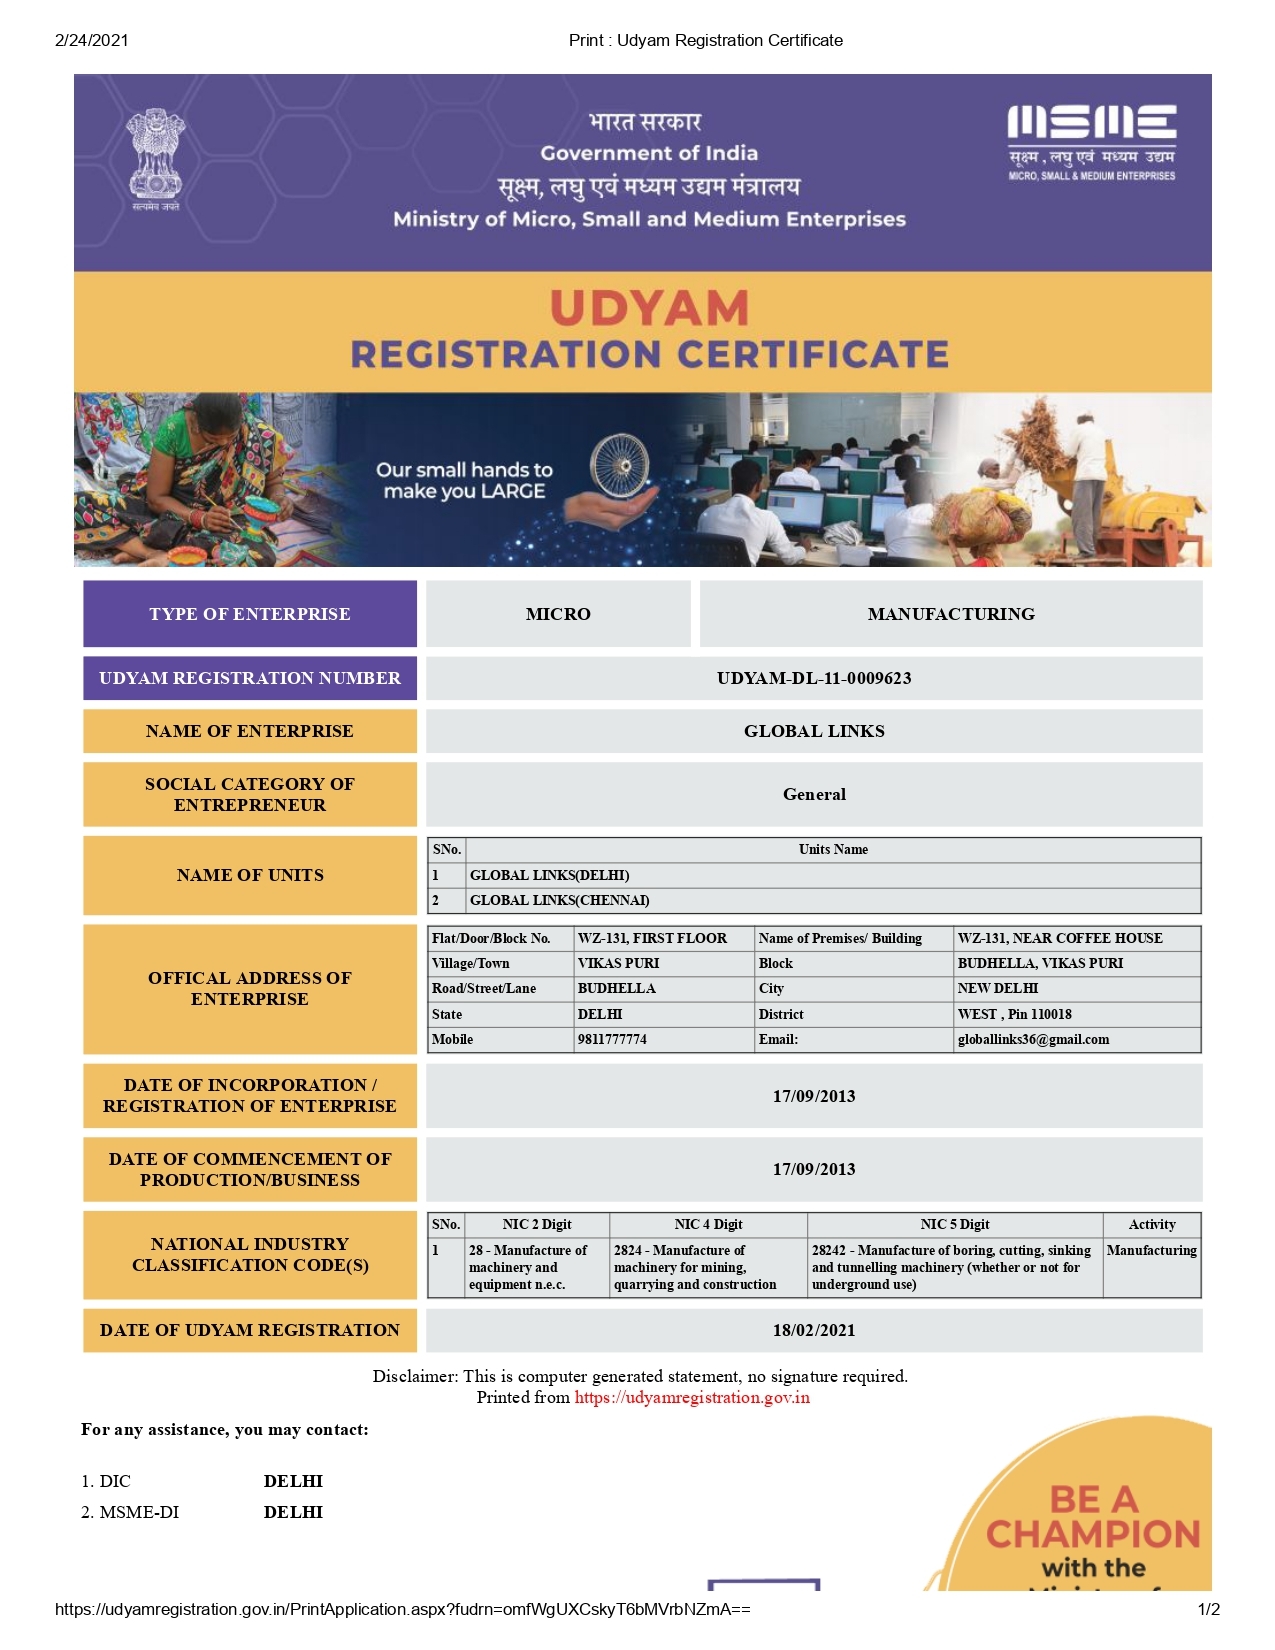 2/24/2021 Print : Udyam Registration Certificate
भारत सरकार
Government of India
सूक्ष्म, लघु एवं मध्यम उद्यम मंत्रालय
Ministry of Micro, Small and Medium Enterprises
सत्यमेव जयते
MSME
सूक्ष्म , लघु एवं मध्यम उद्यम
MICRO, SMALL & MEDIUM ENTERPRISES
UDYAM
REGISTRATION CERTIFICATE
Our small hands to
make you LARGE
TYPE OF ENTERPRISE MICRO MANUFACTURING
UDYAM REGISTRATION NUMBER UDYAM-DL-11-0009623
NAME OF ENTERPRISE GLOBAL LINKS
SOCIAL CATEGORY OF
ENTREPRENEUR
General
NAME OF UNITS
SNo. Units Name
1 GLOBAL LINKS(DELHI)
2 GLOBAL LINKS(CHENNAI)
OFFICAL ADDRESS OF
ENTERPRISE
Flat/Door/Block No. WZ-131, FIRST FLOOR Name of Premises/ Building WZ-131, NEAR COFFEE HOUSE
Village/Town VIKAS PURI Block BUDHELLA, VIKAS PURI
Road/Street/Lane BUDHELLA City NEW DELHI
State DELHI District WEST , Pin 110018
Mobile 9811777774 Email: globallinks36@gmail.com
DATE OF INCORPORATION /
REGISTRATION OF ENTERPRISE
17/09/2013
DATE OF COMMENCEMENT OF
PRODUCTION/BUSINESS
17/09/2013
NATIONAL INDUSTRY
CLASSIFICATION CODE(S)
SNo. NIC 2 Digit NIC 4 Digit NIC 5 Digit Activity
1 28 - Manufacture of 2824 - Manufacture of 28242 - Manufacture of boring, cutting, sinking Manufacturing
machinery and machinery for mining, and tunnelling machinery (whether or not for
equipment n.e.c. quarrying and construction underground use)
DATE OF UDYAM REGISTRATION 18/02/2021
Disclaimer: This is computer generated statement, no signature required.
Printed from https://udyamregistration.gov.in
For any assistance, you may contact:
1. DIC DELHI
2. MSME-DI DELHI
BE A
CHAMPION
with the
https://udyamregistration.gov.in/PrintApplication.aspx?fudrn=omfWgUXCskyT6bMVrbNZmA== 1/2